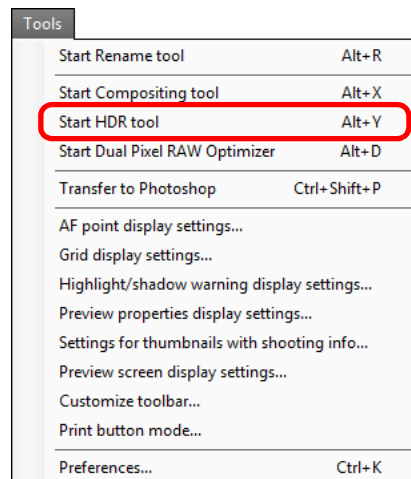 Tools
Start Rename tool Alt+R
Start Compositing tool Alt+X
Start HDR tool Alt+Y
Start Dual Pixel RAW Optimizer Alt+D
Transfer to Photoshop Ctrl+Shift+P
AF point display settings...
Grid display settings...
Highlight/shadow warning display settings...
Preview properties display settings...
Settings for thumbnails with shooting info...
Preview screen display settings...
Customize toolbar...
Print button mode...
Preferences... Ctrl+K